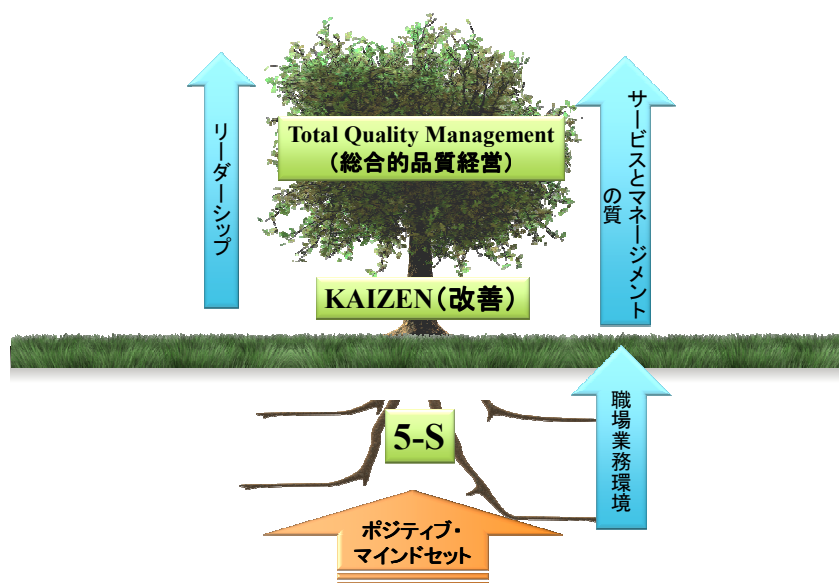 リーダーシップ
Total Quality Management
（総合的品質経営）
サービスとマネージメント
の質
KAIZEN（改善）
5-S
職場業務環境
ポジティブ・
マインドセット